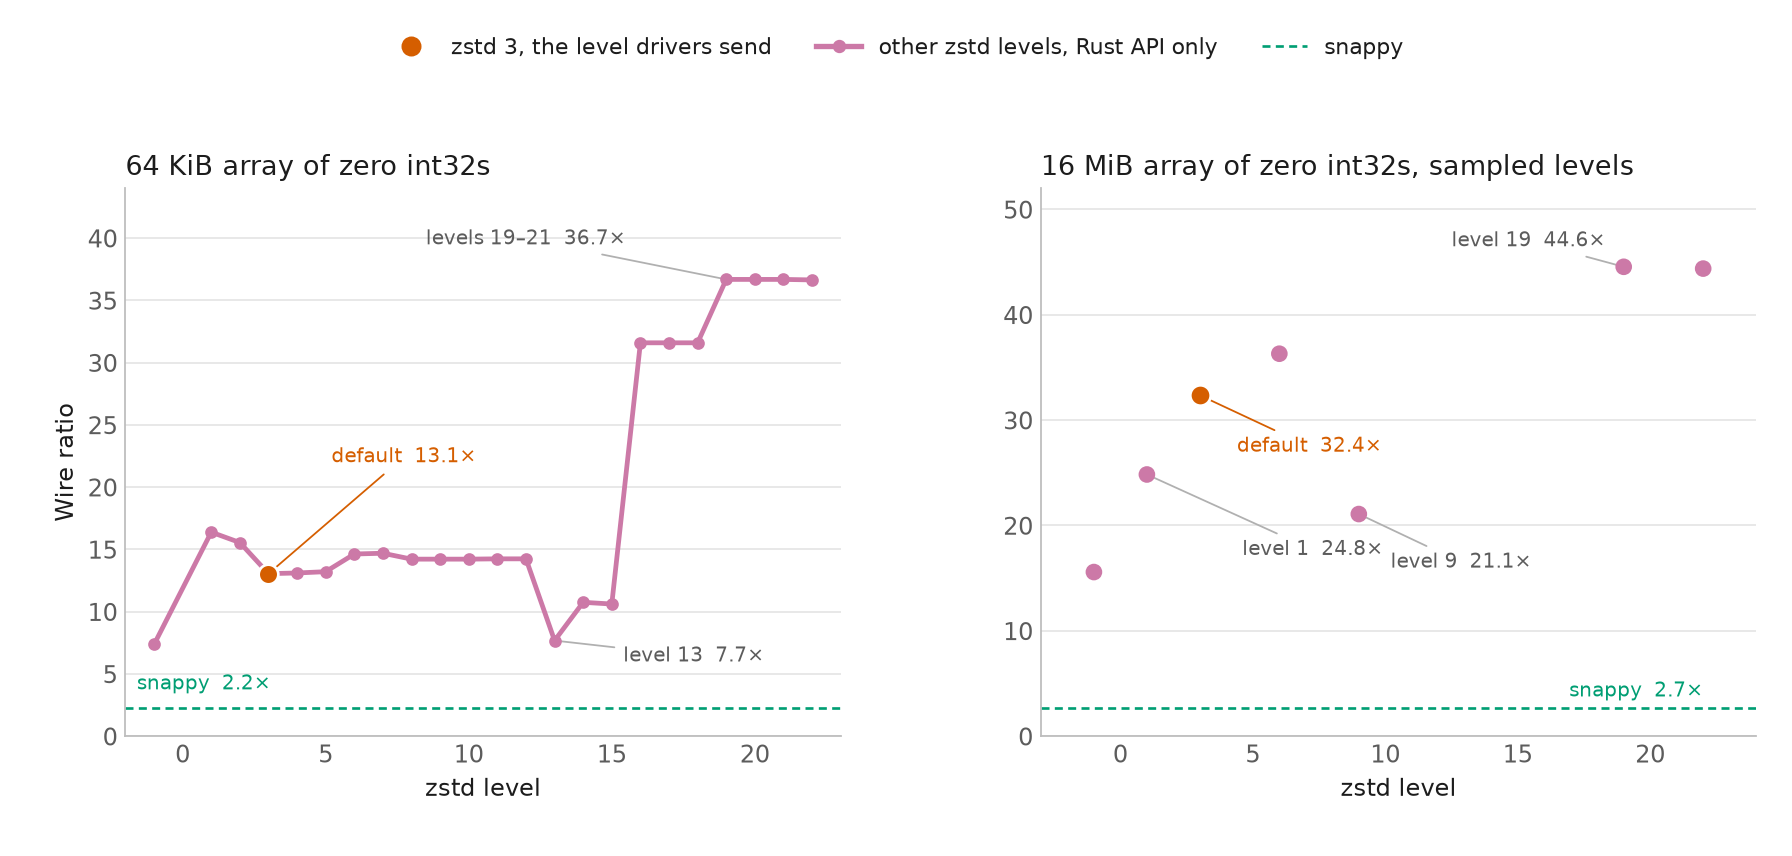 zstd 3, the level drivers send
other zstd levels, Rust API only
snappy
64 KiB array of zero int32s
Wire ratio
40
35
30
25
20
15
10
5
0
levels 19–21  36.7×
default  13.1×
level 13  7.7×
snappy  2.2×
0
5
10
15
20
zstd level
16 MiB array of zero int32s, sampled levels
50
40
30
20
10
0
level 19  44.6×
default  32.4×
level 1  24.8×
level 9  21.1×
snappy  2.7×
0
5
10
15
20
zstd level